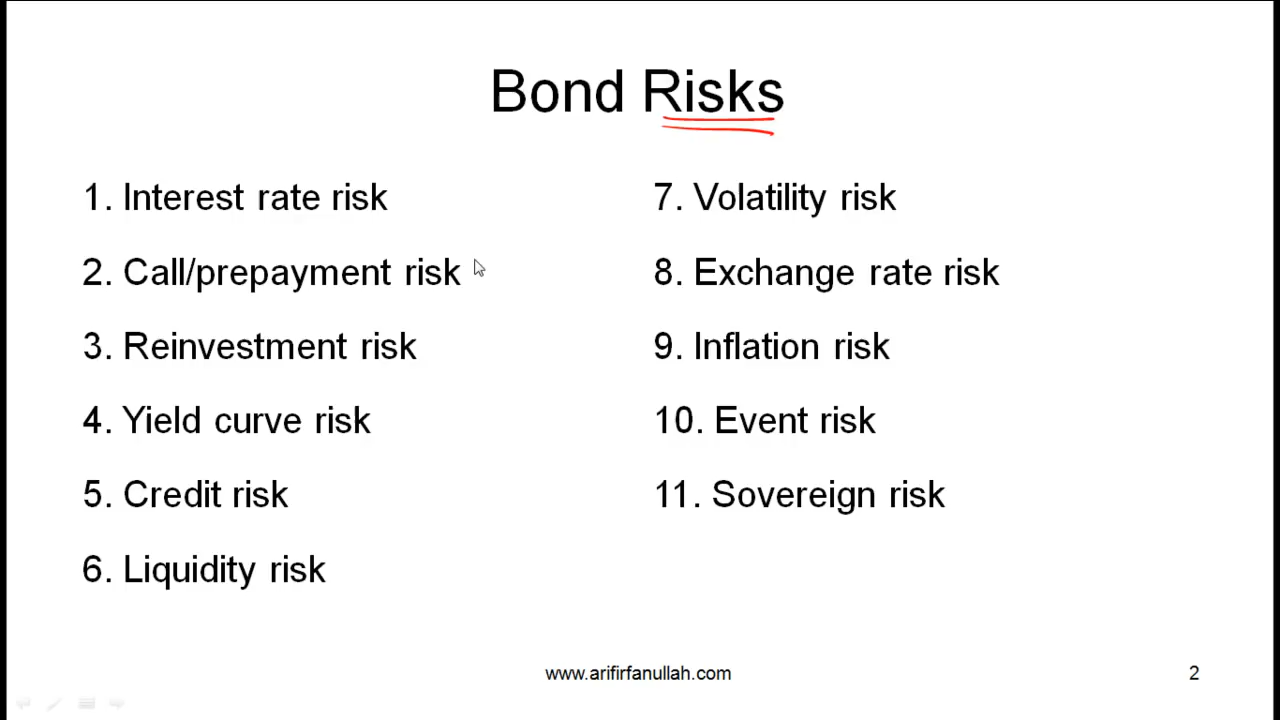 Bond Risks
1. Interest rate risk
2. Call/prepayment risk
3. Reinvestment risk
4. Yield curve risk
5. Credit risk
6. Liquidity risk
7. Volatility risk
8. Exchange rate risk
9. Inflation risk
10. Event risk
11. Sovereign risk
www.arifirfanullah.com
2